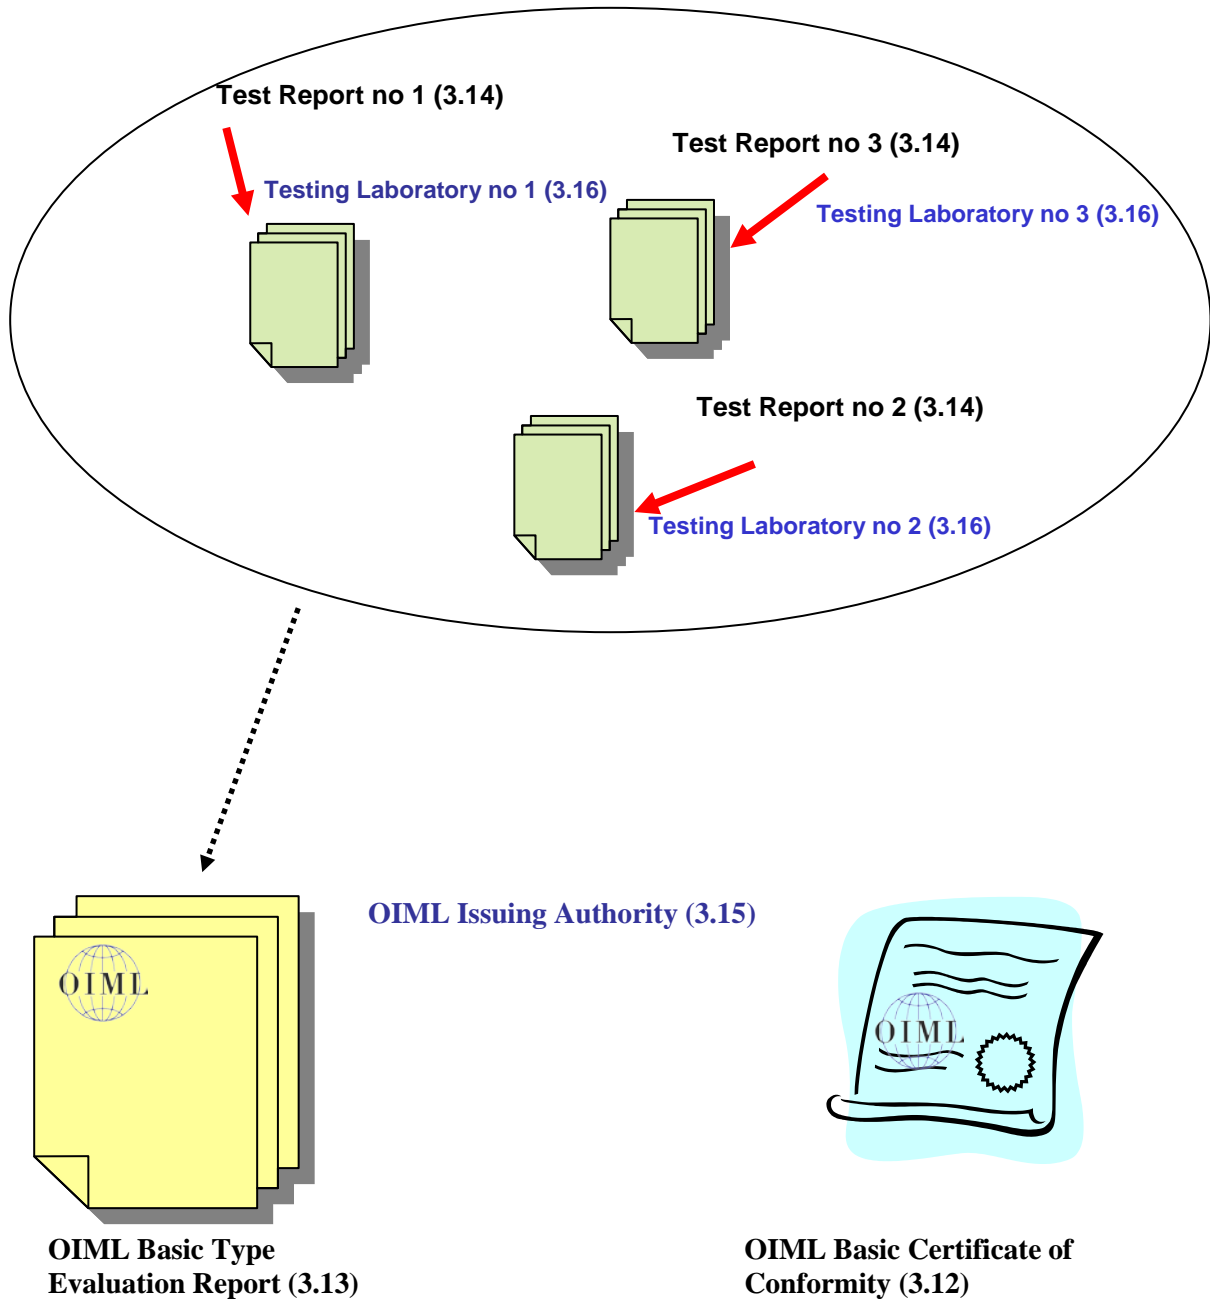 Test Report no 1 (3.14)
Test Report no 3 (3.14)
Testing Laboratory no 1 (3.16)
Testing Laboratory no 3 (3.16)
Test Report no 2 (3.14)
Testing Laboratory no 2 (3.16)
OIML Issuing Authority (3.15)
OIML
OIML
OIML Basic Type
Evaluation Report (3.13)
OIML Basic Certificate of
Conformity (3.12)